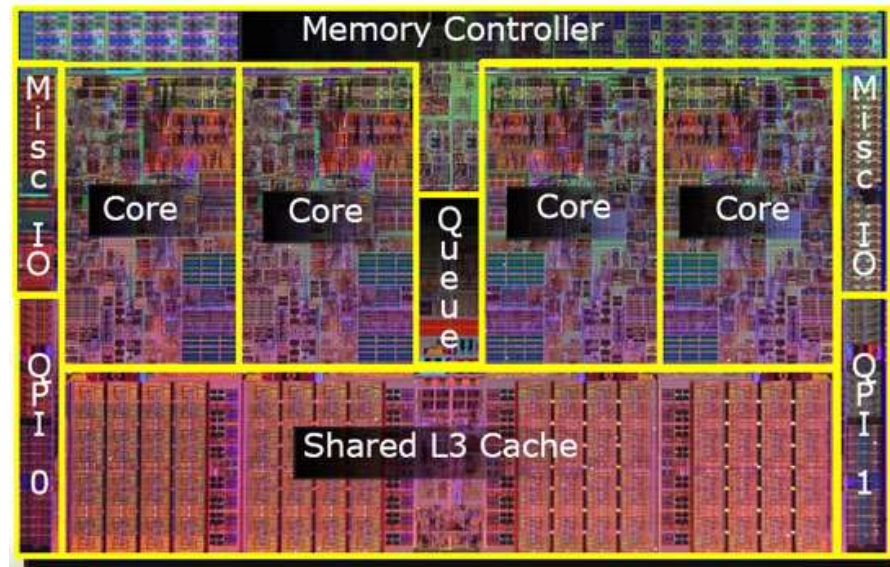 Memory Controller
Misc IO
Core
Core
Queue
Core
Core
Misc IO
QPI 0
Shared L3 Cache
QPI 1